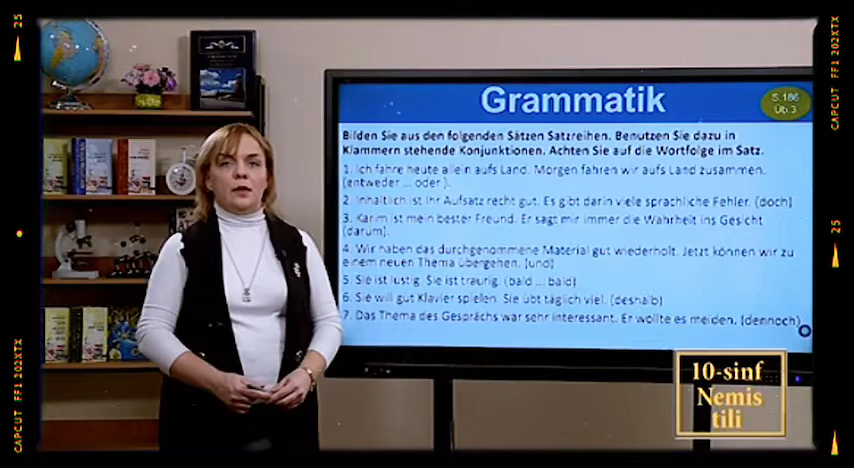 25
Grammatik
S.186
Üb.3
Bilden Sie aus den folgenden Sätzen Satzreihen. Benutzen Sie dazu in
Klammern stehende Konjunktionen. Achten Sie auf die Wortfolge im Satz.
1. Ich fahre heute allein aufs Land. Morgen fahren wir aufs Land zusammen.
(entweder ... oder ).
2. Inhaltlich ist Ihr Aufsatz recht gut. Es gibt darin viele sprachliche Fehler. (doch)
3. Karim ist mein bester Freund. Er sagt mir immer die Wahrheit ins Gesicht
(darum).
4. Wir haben das durchgenommene Material gut wiederholt. Jetzt können wir zu
einem neuen Thema übergehen. (und)
5. Sie ist lustig. Sie ist traurig. (bald ... bald)
6. Sie will gut Klavier spielen. Sie übt täglich viel. (deshalb)
7. Das Thema des Gesprächs war sehr interessant. Er wollte es meiden. (dennoch)
10-sinf
Nemis
tili
CAPCUT FF1 202XTX
CAPCUT FF1 202XTX
25